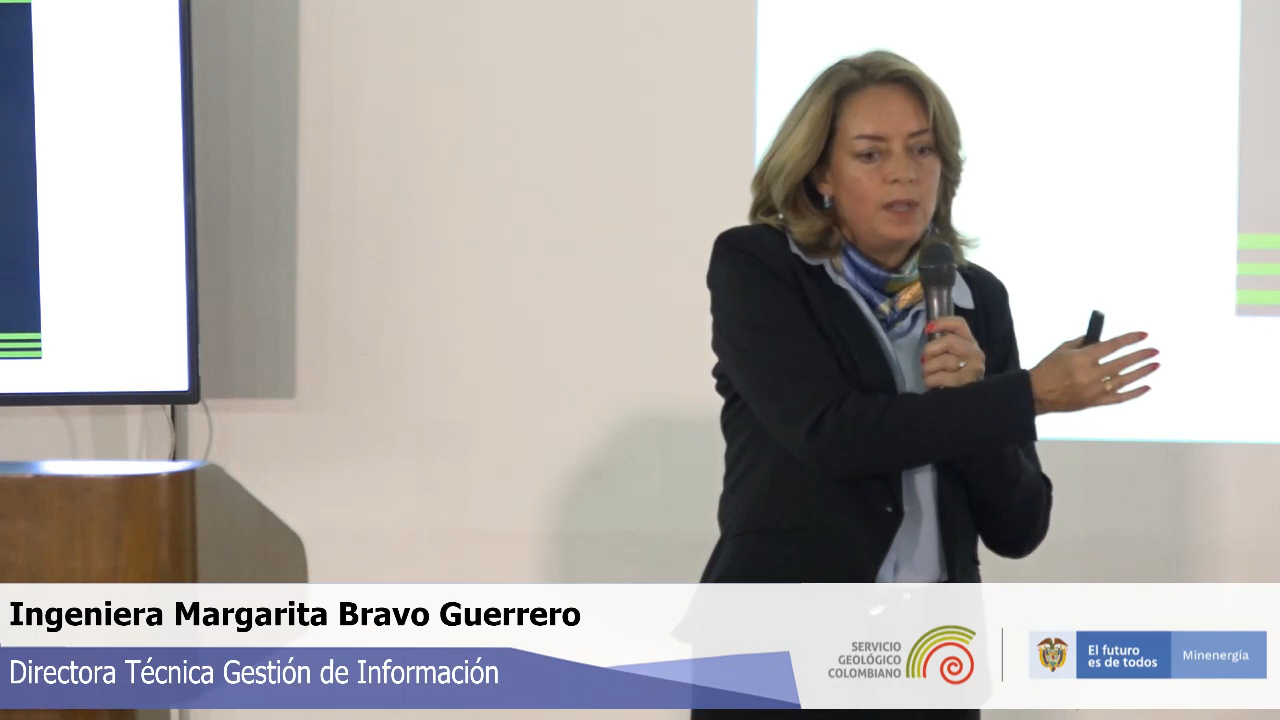 Ingeniera Margarita Bravo Guerrero
Directora Técnica Gestión de Información
SERVICIO
GEOLÓGICO
COLOMBIANO
El futuro
es de todos
Minenergía